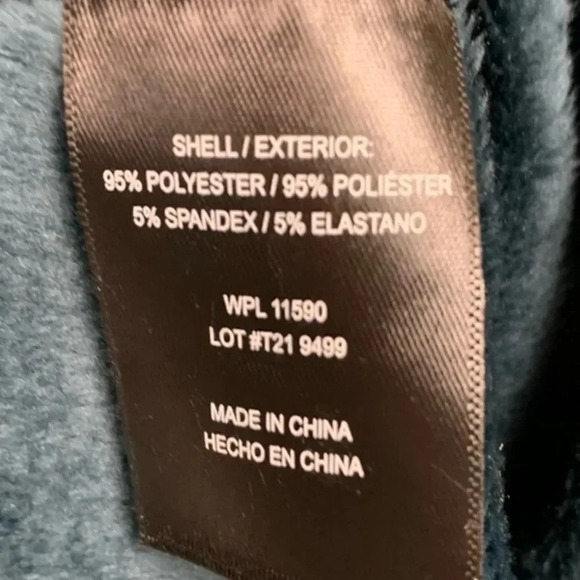 SHELL / EXTERIOR:
95% POLYESTER / 95% POLIÉSTER
5% SPANDEX / 5% ELASTANO
WPL 11590
LOT #T21 9499
MADE IN CHINA
HECHO EN CHINA